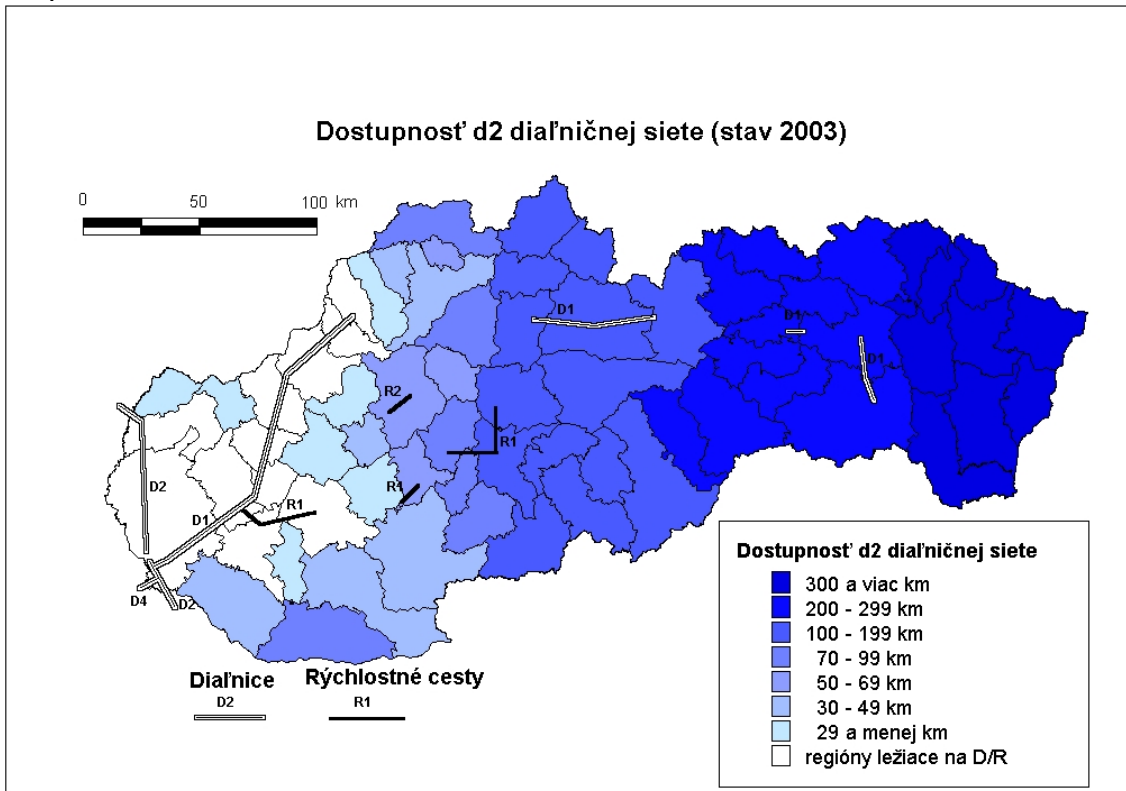 Dostupnosť d2 diaľničnej siete (stav 2003)
0 50 100 km
D1
D1
D1
R2
R1
D2
R1
D1
R1
D4
D2
Diaľnice
D2
Rýchlostné cesty
R1
Dostupnosť d2 diaľničnej siete
300 a viac km
200 - 299 km
100 - 199 km
70 - 99 km
50 - 69 km
30 - 49 km
29 a menej km
regióny ležiace na D/R